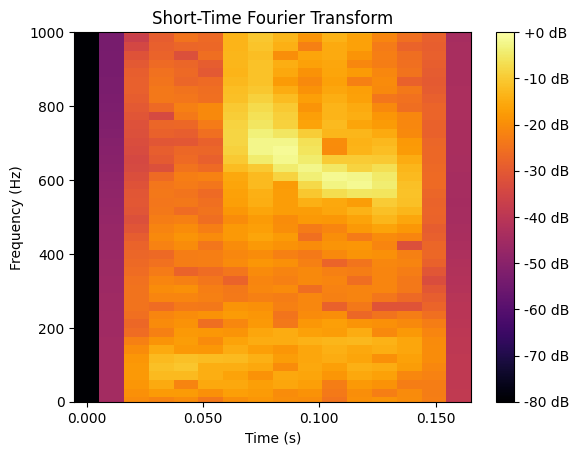 Short-Time Fourier Transform
1000
800
600
400
200
0
Frequency (Hz)
0.000
0.050
0.100
0.150
Time (s)
+0 dB
-10 dB
-20 dB
-30 dB
-40 dB
-50 dB
-60 dB
-70 dB
-80 dB